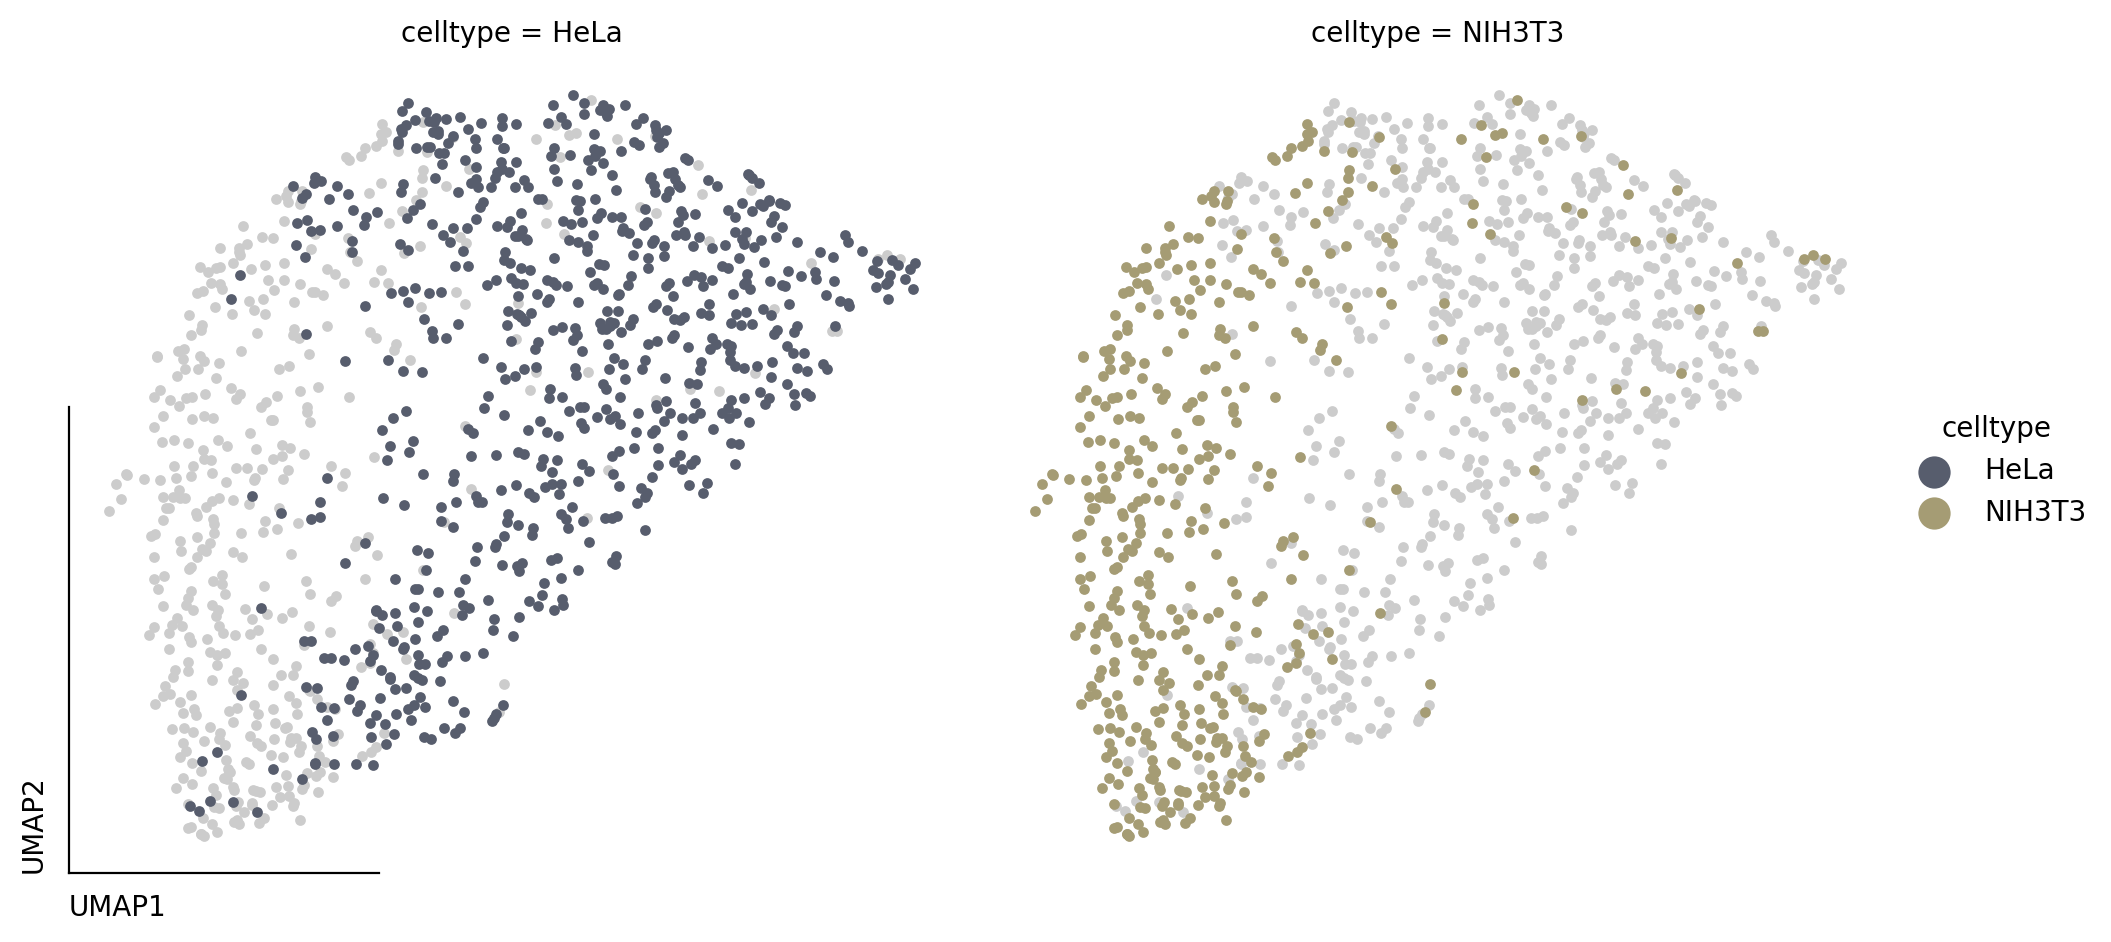 celltype = HeLa
celltype = NIH3T3
celltype
HeLa
NIH3T3
UMAP2
UMAP1